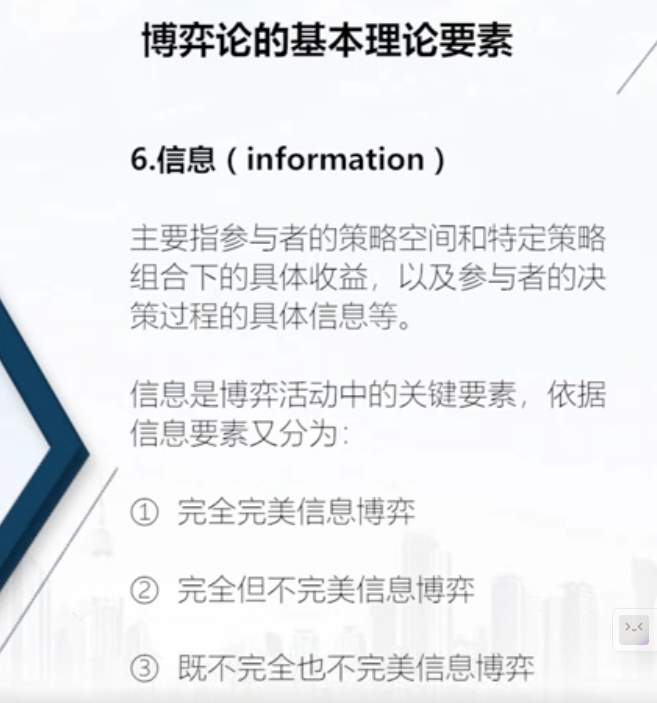 博弈论的基本理论要素
6.信息（information）
主要指参与者的策略空间和特定策略
组合下的具体收益，以及参与者的决
策过程的具体信息等。
信息是博弈活动中的关键要素，依据
信息要素又分为：
① 完全完美信息博弈
② 完全但不完美信息博弈
③ 既不完全也不完美信息博弈